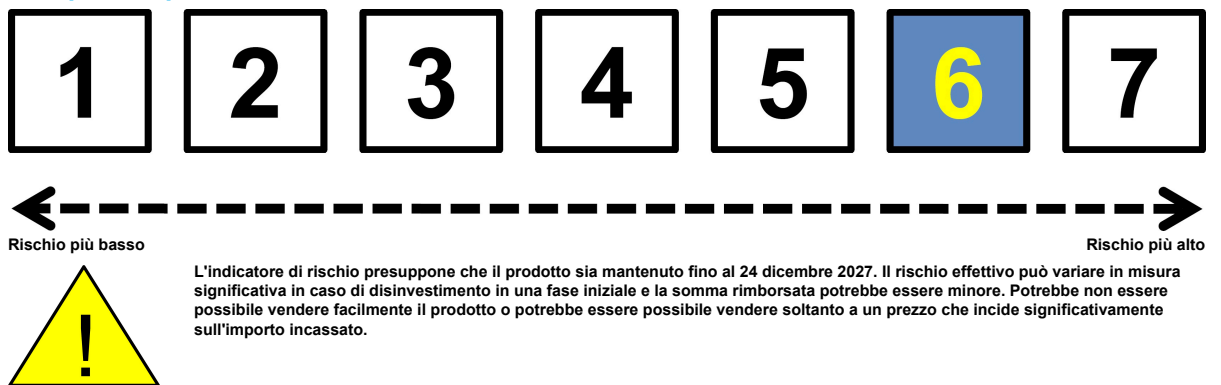 1 2 3 4 5 6 7
Rischio più basso Rischio più alto
L'indicatore di rischio presuppone che il prodotto sia mantenuto fino al 24 dicembre 2027. Il rischio effettivo può variare in misura
significativa in caso di disinvestimento in una fase iniziale e la somma rimborsata potrebbe essere minore. Potrebbe non essere
possibile vendere facilmente il prodotto o potrebbe essere possibile vendere soltanto a un prezzo che incide significativamente
sull'importo incassato.
!